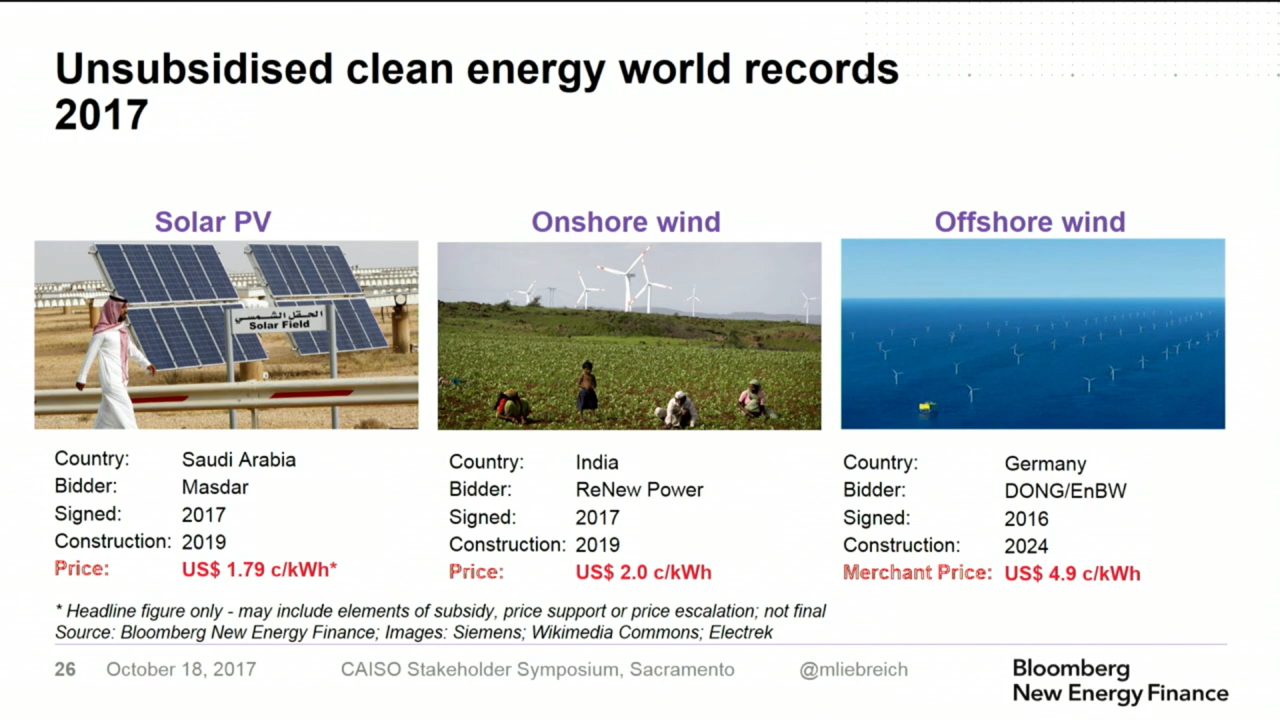 Unsubsidised clean energy world records
2017
Solar PV
الحقل الشمسي
Solar Field
Country: Saudi Arabia
Bidder: Masdar
Signed: 2017
Construction: 2019
Price: US$ 1.79 c/kWh*
Onshore wind
Country: India
Bidder: ReNew Power
Signed: 2017
Construction: 2019
Price: US$ 2.0 c/kWh
Offshore wind
Country: Germany
Bidder: DONG/EnBW
Signed: 2016
Construction: 2024
Merchant Price: US$ 4.9 c/kWh
* Headline figure only - may include elements of subsidy, price support or price escalation; not final
Source: Bloomberg New Energy Finance; Images: Siemens; Wikimedia Commons; Electrek
26 October 18, 2017 CAISO Stakeholder Symposium, Sacramento @mliebreich
Bloomberg
New Energy Finance